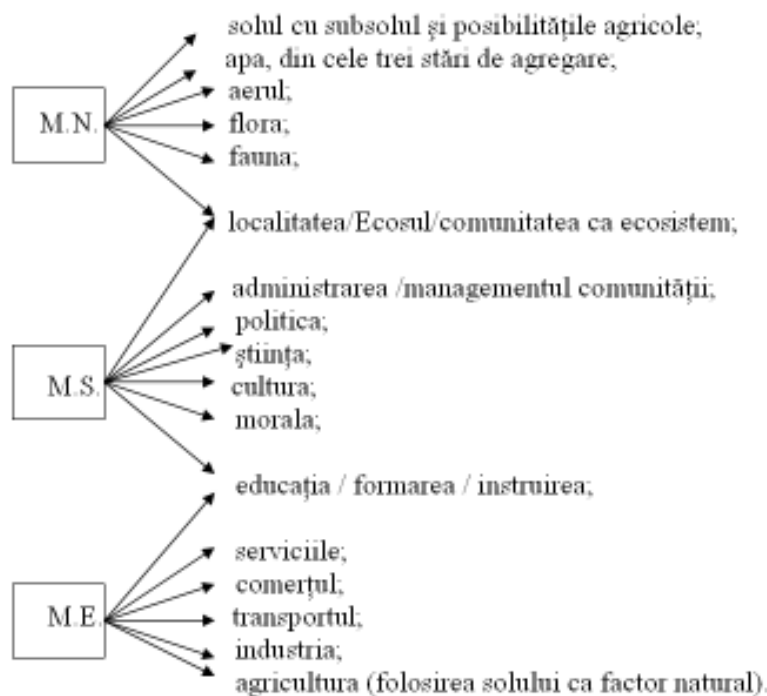 solul cu subsolul şi posibilităţile agricole;
apa, din cele trei stări de agregare;
aerul;
M.N.
flora;
fauna;
localitatea/Ecosul/comunitatea ca ecosistem;
administrarea /managementul comunităţii;
politica;
ştiinţa;
M.S.
cultura;
morala;
educaţia / formarea / instruirea;
serviciile;
comerţul;
M.E.
transportul;
industria;
agricultura (folosirea solului ca factor natural).